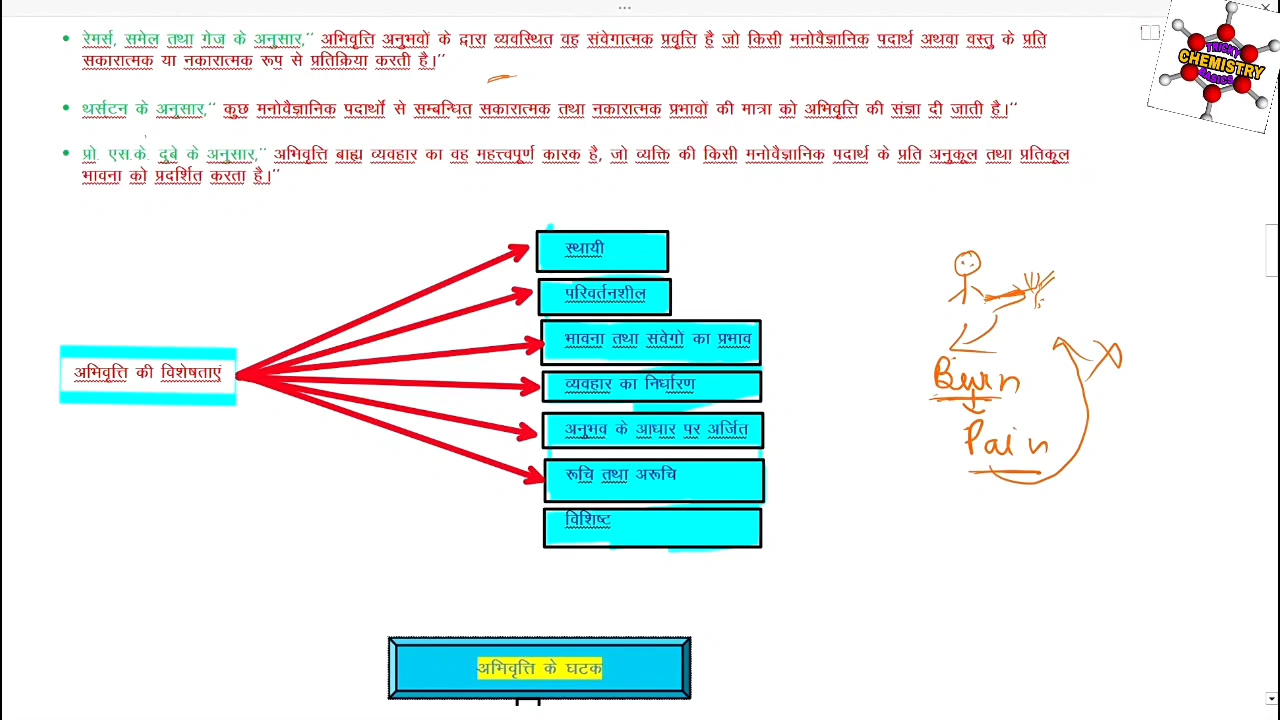 रेमर्स, समेल तथा गेज के अनुसार,'' अभिवृत्ति अनुभवों के द्वारा व्यवस्थित वह संवेगात्मक प्रवृत्ति है जो किसी मनोवैज्ञानिक पदार्थ अथवा वस्तु के प्रति
सकारात्मक या नकारात्मक रूप से प्रतिक्रिया करती है।''
थर्सटन के अनुसार,'' कुछ मनोवैज्ञानिक पदार्थों से सम्बन्धित सकारात्मक तथा नकारात्मक प्रभावों की मात्रा को अभिवृत्ति की संज्ञा दी जाती है।''
प्रो. एस.के. दुबे के अनुसार,'' अभिवृत्ति बाह्य व्यवहार का वह महत्त्वपूर्ण कारक है, जो व्यक्ति की किसी मनोवैज्ञानिक पदार्थ के प्रति अनुकूल तथा प्रतिकूल
भावना को प्रदर्शित करता है।''
अभिवृत्ति की विशेषताएं
स्थायी
परिवर्तनशील
भावना तथा सवेगों का प्रभाव
व्यवहार का निर्धारण
अनुभव के आधार पर अर्जित
रूचि तथा अरूचि
विशिष्ट
Burn
Pain
अभिवृत्ति के घटक
TRICKY
CHEMISTRY
BASICS